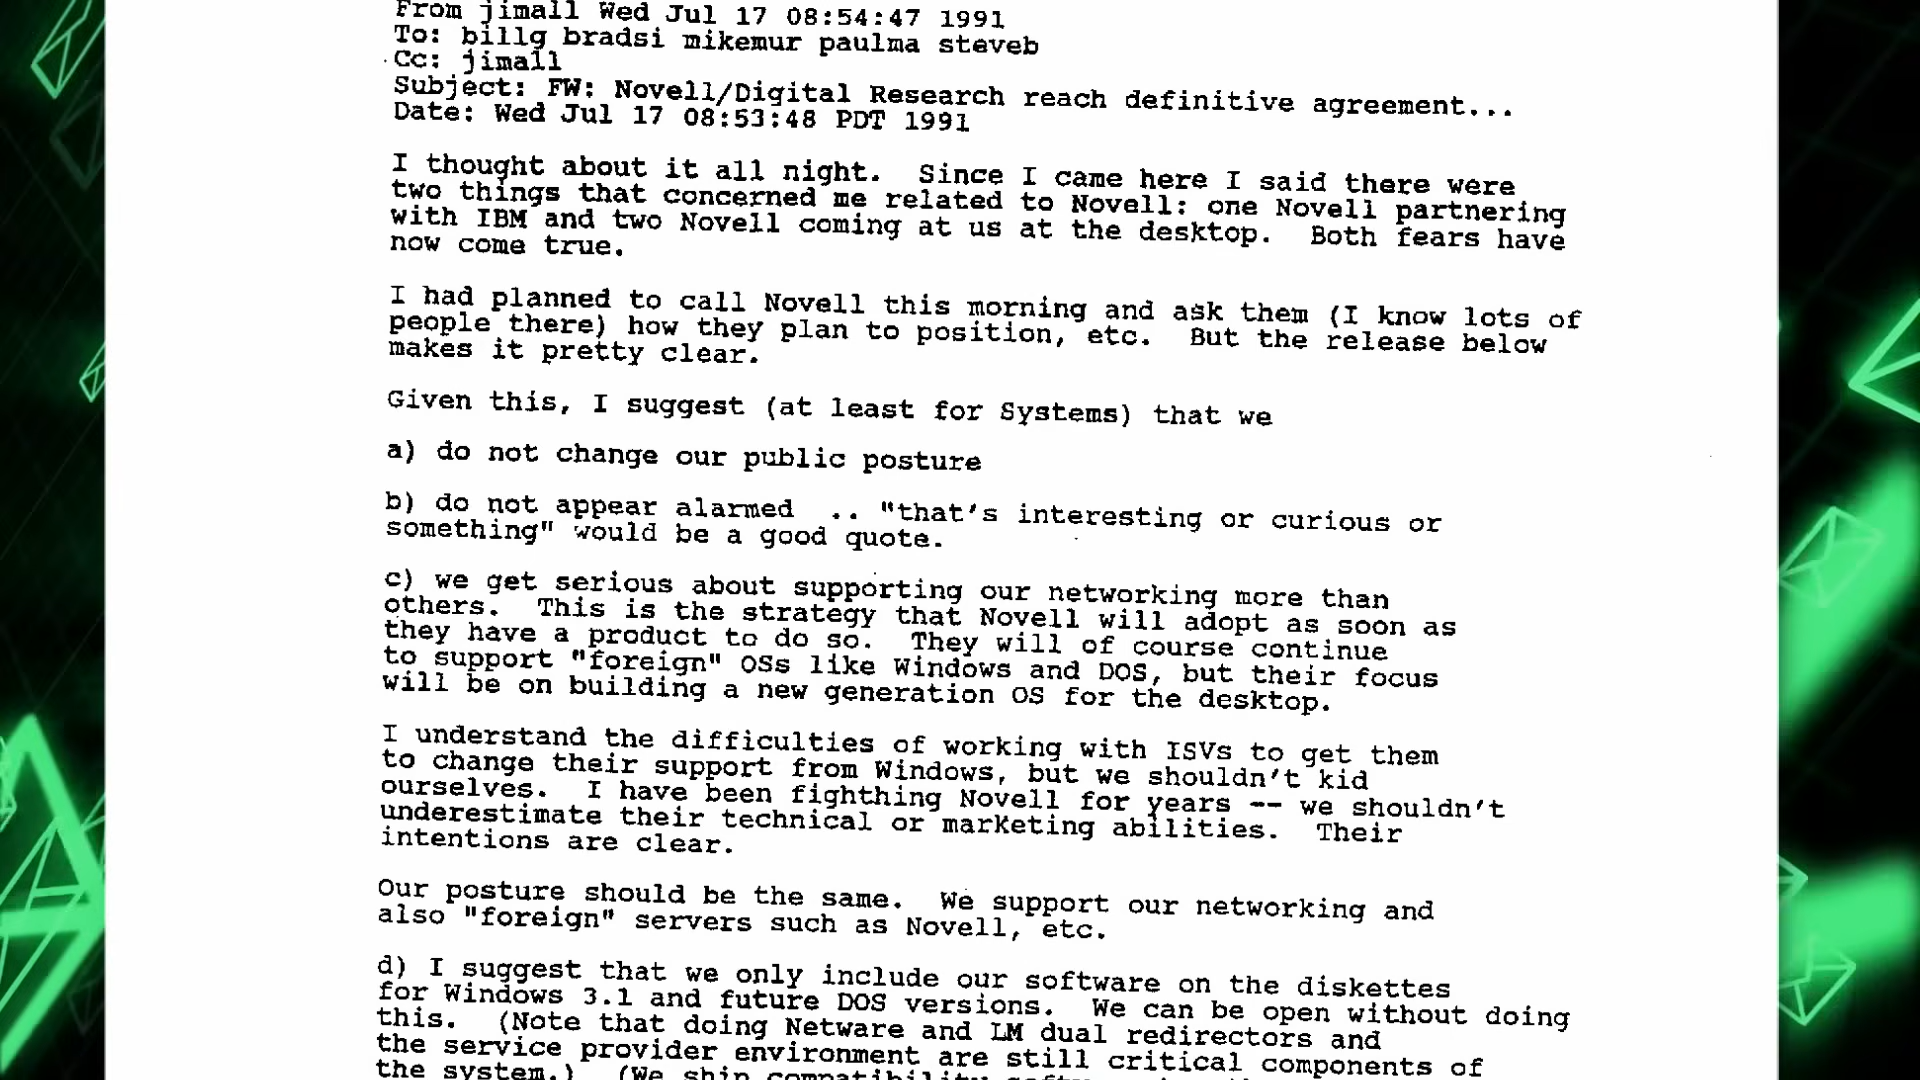 From jimall Wed Jul 17 08:54:47 1991
To: billg bradsi mikemur paulma steveb
Cc: jimall
Subject: FW: Novell/Digital Research reach definitive agreement...
Date: Wed Jul 17 08:53:48 PDT 1991
I thought about it all night.  Since I came here I said there were
two things that concerned me related to Novell: one Novell partnering
with IBM and two Novell coming at us at the desktop.  Both fears have
now come true.
I had planned to call Novell this morning and ask them (I know lots of
people there) how they plan to position, etc.  But the release below
makes it pretty clear.
Given this, I suggest (at least for Systems) that we
a) do not change our public posture
b) do not appear alarmed  .. "that's interesting or curious or
something" would be a good quote.
c) we get serious about supporting our networking more than
others.  This is the strategy that Novell will adopt as soon as
they have a product to do so.  They will of course continue
to support "foreign" OSs like Windows and DOS, but their focus
will be on building a new generation OS for the desktop.
I understand the difficulties of working with ISVs to get them
to change their support from Windows, but we shouldn't kid
ourselves.  I have been fighthing Novell for years -- we shouldn't
underestimate their technical or marketing abilities.  Their
intentions are clear.
Our posture should be the same.  We support our networking and
also "foreign" servers such as Novell, etc.
d) I suggest that we only include our software on the diskettes
for Windows 3.1 and future DOS versions.  We can be open without doing
this.  (Note that doing Netware and LM dual redirectors and
the service provider environment are still critical components of
the system.)  (We ship compatibility